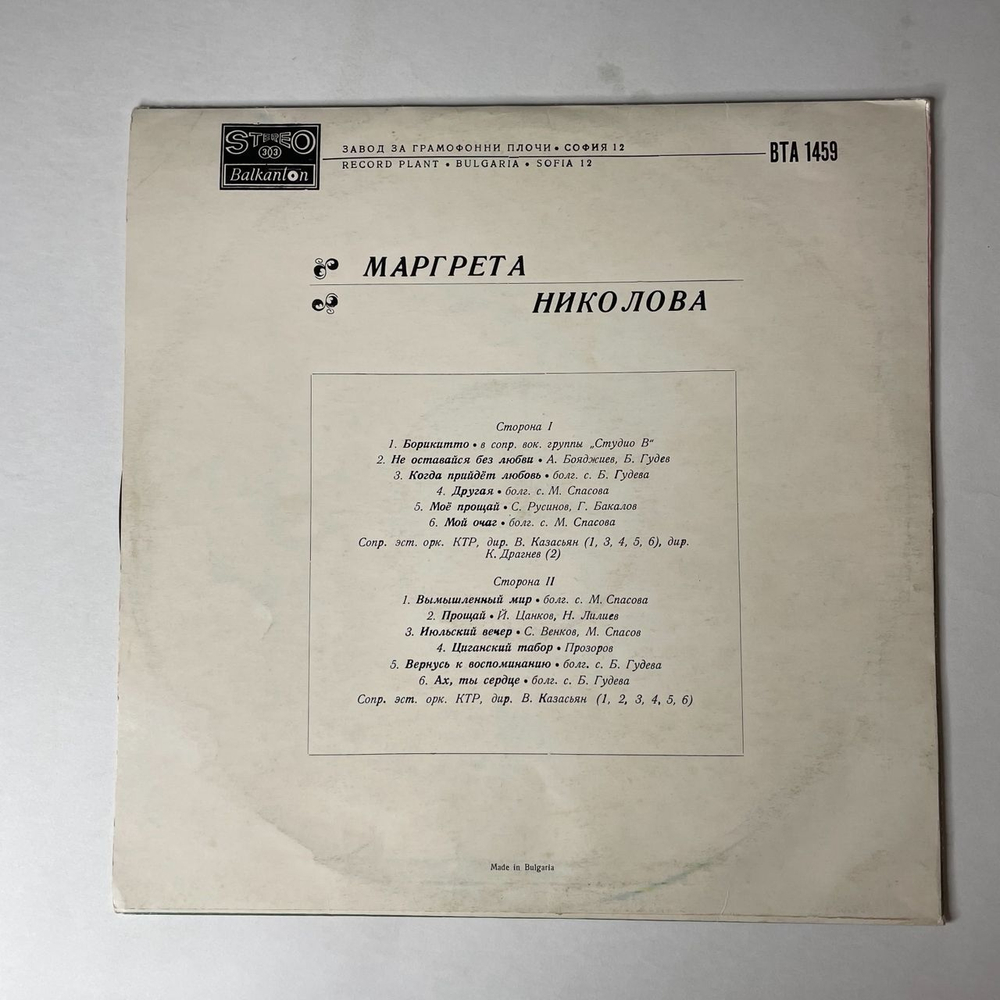 STEREO
33
Balkanton
ЗАВОД ЗА ГРАМОФОННИ ПЛОЧИ • СОФИЯ 12
RECORD PLANT • BULGARIA • SOFIA 12
ВТА 1459
МАРГРЕТА
НИКОЛОВА
Сторона I
1. Борикитто • в сопр. вок. группы „Студио В“
2. Не оставайся без любви • А. Бояджиев, Б. Гудев
3. Когда прийдёт любовь • болг. с. Б. Гудева
4. Другая • болг. с. М. Спасова
5. Моё прощай • С. Русинов, Г. Бакалов
6. Мой очаг • болг. с. М. Спасова
Сопр. эст. орк. КТР, дир. В. Казасьян (1, 3, 4, 5, 6), дир.
К. Драгнев (2)
Сторона II
1. Вымышленный мир • болг. с. М. Спасова
2. Прощай • Й. Цанков, Н. Лилиев
3. Июльский вечер • С. Венков, М. Спасов
4. Циганский табор • Прозоров
5. Вернусь к воспоминанию • болг. с. Б. Гудева
6. Ах, ты сердце • болг. с. Б. Гудева
Сопр. эст. орк. КТР, дир. В. Казасьян (1, 2, 3, 4, 5, 6)
Made in Bulgaria